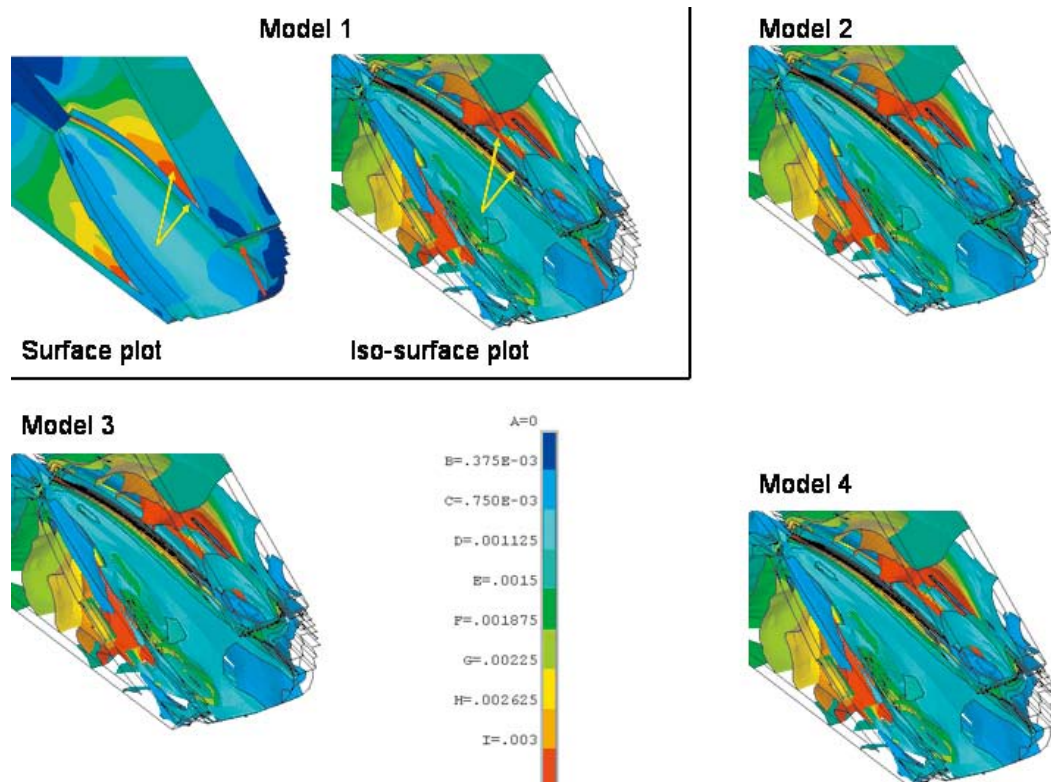 Model 1
Model 2
Surface plot
Iso-surface plot
Model 3
A=0
B=.375E-03
C=.750E-03
D=.001125
E=.0015
F=.001875
G=.00225
H=.002625
I=.003
Model 4